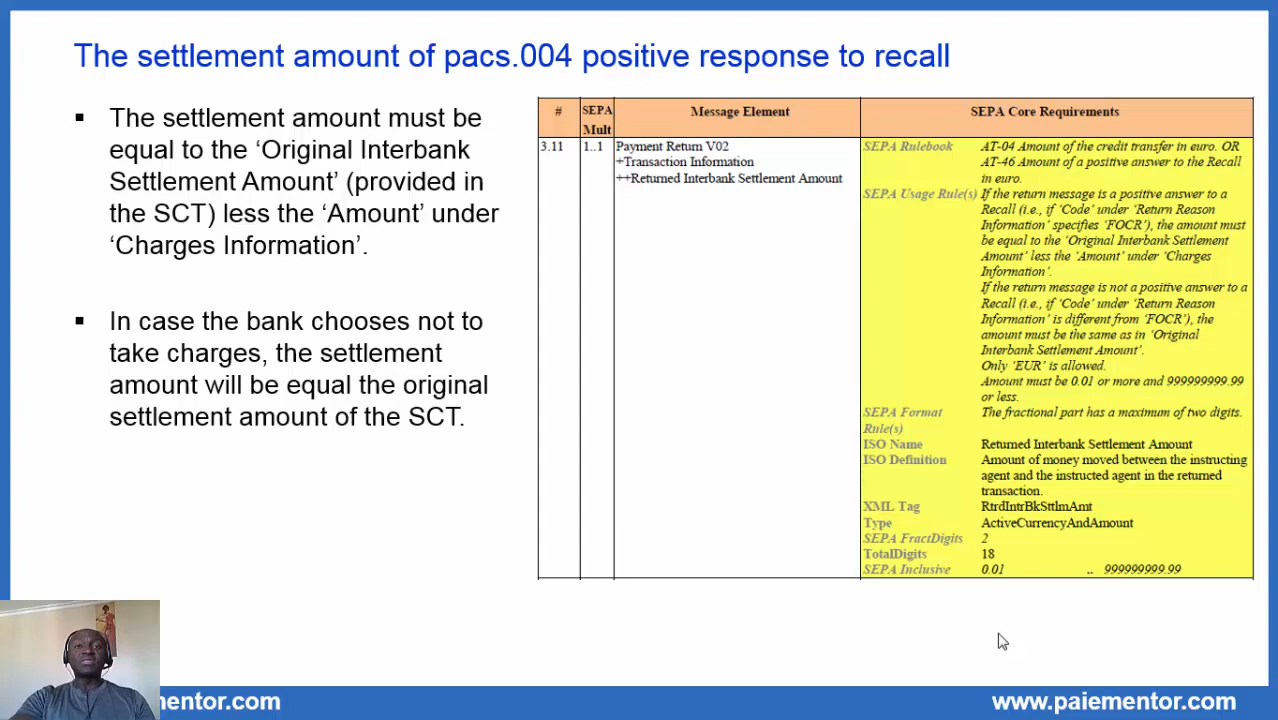 The settlement amount of pacs.004 positive response to recall
▪ The settlement amount must be
equal to the ‘Original Interbank
Settlement Amount’ (provided in
the SCT) less the ‘Amount’ under
‘Charges Information’.
▪ In case the bank chooses not to
take charges, the settlement
amount will be equal the original
settlement amount of the SCT.
# SEPA Mult Message Element SEPA Core Requirements
3.11 1..1 Payment Return V02
+Transaction Information
++Returned Interbank Settlement Amount
SEPA Rulebook AT-04 Amount of the credit transfer in euro. OR
AT-46 Amount of a positive answer to the Recall
in euro.
SEPA Usage Rule(s) If the return message is a positive answer to a
Recall (i.e., if ‘Code’ under ‘Return Reason
Information’ specifies ‘FOCR’), the amount must
be equal to the ‘Original Interbank Settlement
Amount’ less the ‘Amount’ under ‘Charges
Information’.
If the return message is not a positive answer to a
Recall (i.e., if ‘Code’ under ‘Return Reason
Information’ is different from ‘FOCR’), the
amount must be the same as in ‘Original
Interbank Settlement Amount’.
Only ‘EUR’ is allowed.
Amount must be 0.01 or more and 999999999.99
or less.
SEPA Format The fractional part has a maximum of two digits.
Rule(s)
ISO Name Returned Interbank Settlement Amount
ISO Definition Amount of money moved between the instructing
agent and the instructed agent in the returned
transaction.
XML Tag RtrdIntrBkSttlmAmt
Type ActiveCurrencyAndAmount
SEPA FractDigits 2
TotalDigits 18
SEPA Inclusive 0.01 .. 999999999.99
mentor.com
www.paiementor.com